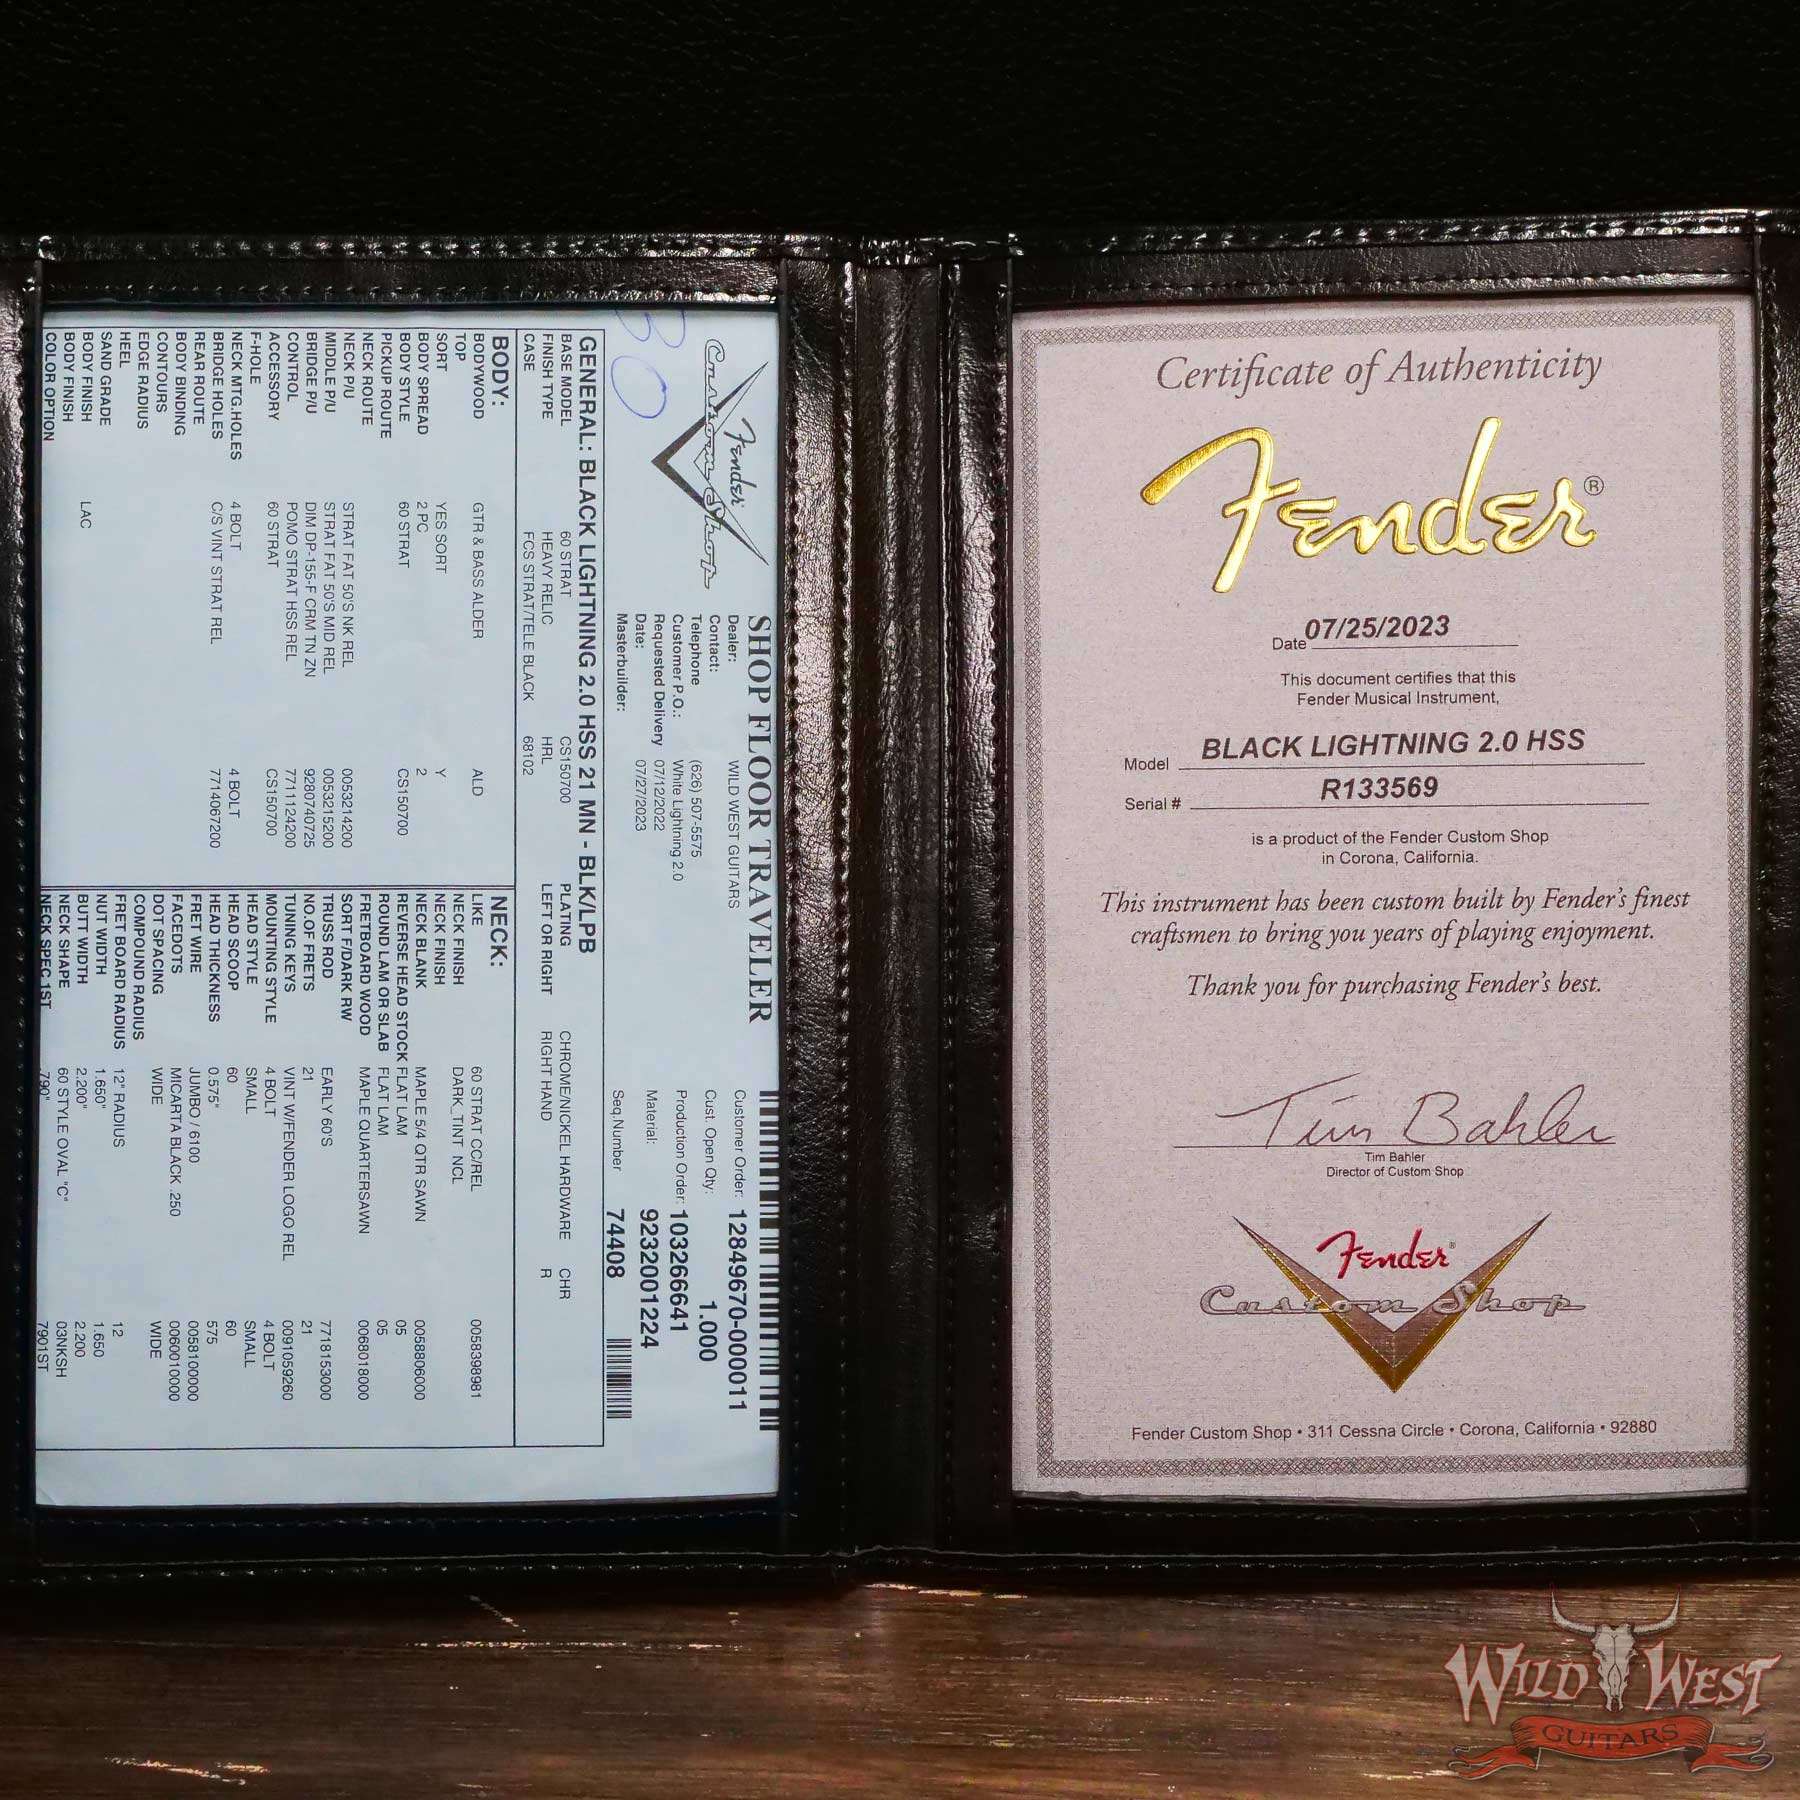 30
Fender
Custom Shop
SHOP FLOOR TRAVELER
Dealer: WILD WEST GUITARS
Contact:
Telephone (626) 507-5575
Customer P.O.: White Lightning 2.0
Requested Delivery 07/12/2022
Date: 07/27/2023
Masterbuilder:
Customer Order: 12849670-000011
Cust. Open Qty: 1.000
Production Order: 103266641
Material: 9232001224
Seq.Number 74408
GENERAL: BLACK LIGHTNING 2.0 HSS 21 MN - BLK/LPB
BASE MODEL 60 STRAT CS150700 PLATING CHROME/NICKEL HARDWARE CHR
FINISH TYPE HEAVY RELIC HRL LEFT OR RIGHT RIGHT HAND R
CASE FCS STRAT/TELE BLACK 68102
BODY:
BODYWOOD GTR & BASS ALDER ALD
TOP
SORT YES SORT Y
BODY SPREAD 2 PC 2
BODY STYLE 60 STRAT CS150700
PICKUP ROUTE
NECK ROUTE
NECK P/U STRAT FAT 50'S NK REL 0053214200
MIDDLE P/U STRAT FAT 50'S MID REL 0053215200
BRIDGE P/U DIM DP-155-F CRM TN ZN 9280740725
CONTROL POMO STRAT HSS REL 7711124200
ACCESSORY 60 STRAT CS150700
F-HOLE
NECK MTG.HOLES 4 BOLT 4 BOLT
BRIDGE HOLES C/S VINT STRAT REL 7714067200
REAR ROUTE
BODY BINDING
CONTOURS
EDGE RADIUS
HEEL
SAND GRADE
BODY FINISH LAC
BODY FINISH
COLOR OPTION
NECK:
LIKE 60 STRAT CC/REL 0058398981
NECK FINISH DARK_TINT NCL
NECK FINISH
NECK BLANK MAPLE 5/4 QTR SAWN 0058806000
REVERSE HEAD STOCK FLAT LAM 05
ROUND LAM OR SLAB FLAT LAM 05
FRETBOARD WOOD MAPLE QUARTERSAWN 0068018000
SORT F/DARK RW
TRUSS ROD EARLY 60'S 7718153000
NO.OF FRETS 21 21
TUNING KEYS VINT W/FENDER LOGO REL 0091059260
MOUNTING STYLE 4 BOLT 4 BOLT
HEAD STYLE SMALL SMALL
HEAD SCOOP 60 60
HEAD THICKNESS 0.575" 575
FRET WIRE JUMBO / 6100 0058100000
FACEDOTS MICARTA BLACK .250 0060010000
DOT SPACING WIDE WIDE
COMPOUND RADIUS
FRET BOARD RADIUS 12" RADIUS 12
NUT WIDTH 1.650" 1.650
BUTT WIDTH 2.200" 2.200
NECK SHAPE 60 STYLE OVAL "C" 03NKSH
NECK SPEC 1ST .790" 7901ST
Certificate of Authenticity
Fender®
Date 07/25/2023
This document certifies that this
Fender Musical Instrument,
Model BLACK LIGHTNING 2.0 HSS
Serial # R133569
is a product of the Fender Custom Shop
in Corona, California.
This instrument has been custom built by Fender's finest
craftsmen to bring you years of playing enjoyment.
Thank you for purchasing Fender's best.
Tim Bahler
Tim Bahler
Director of Custom Shop
Fender®
Custom Shop
Fender Custom Shop • 311 Cessna Circle • Corona, California • 92880
WILD WEST
GUITARS